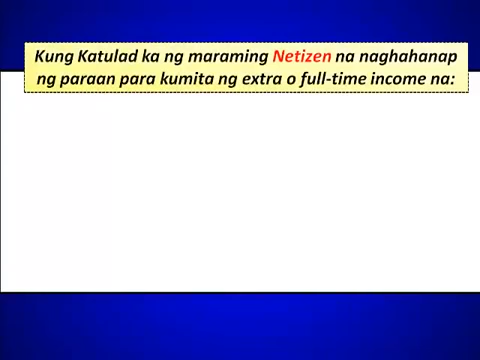 Kung Katulad ka ng maraming Netizen na naghahanap
ng paraan para kumita ng extra o full-time income na: